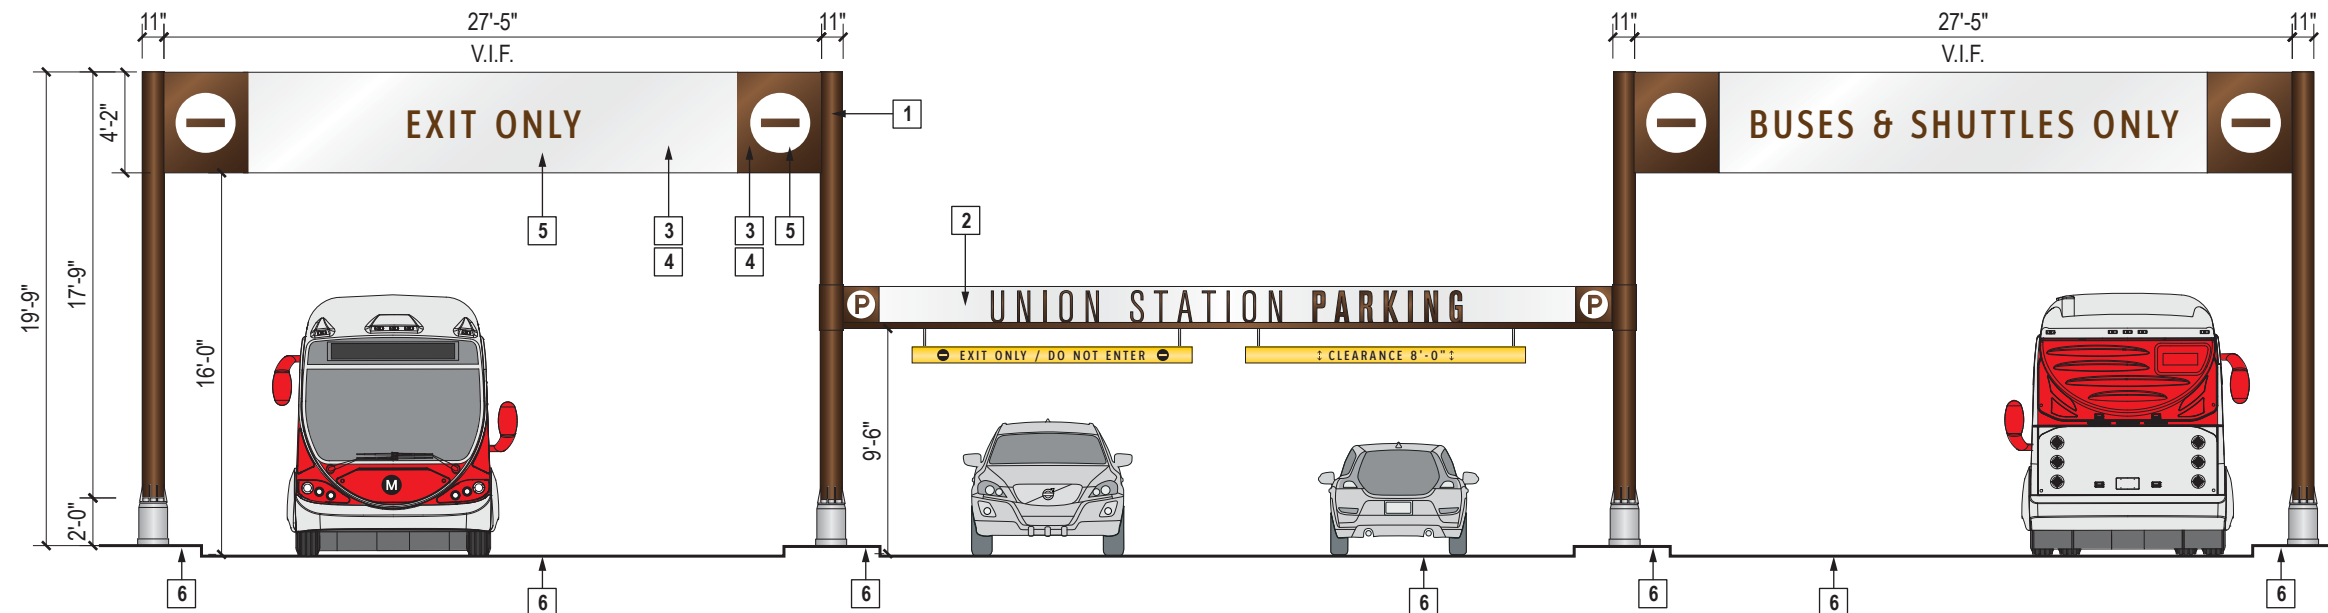 11" 27'-5" 11" 11" 27'-5" 11"
V.I.F. V.I.F.
4'-2"
EXIT ONLY
1
BUSES & SHUTTLES ONLY
5 3 3 5 2
4 4
19'-9"
17'-9"
16'-0"
2'-0"
P UNION STATION PARKING P
EXIT ONLY / DO NOT ENTER
CLEARANCE 8'-0"
9'-6"
M
6 6 6 6 6 6 6